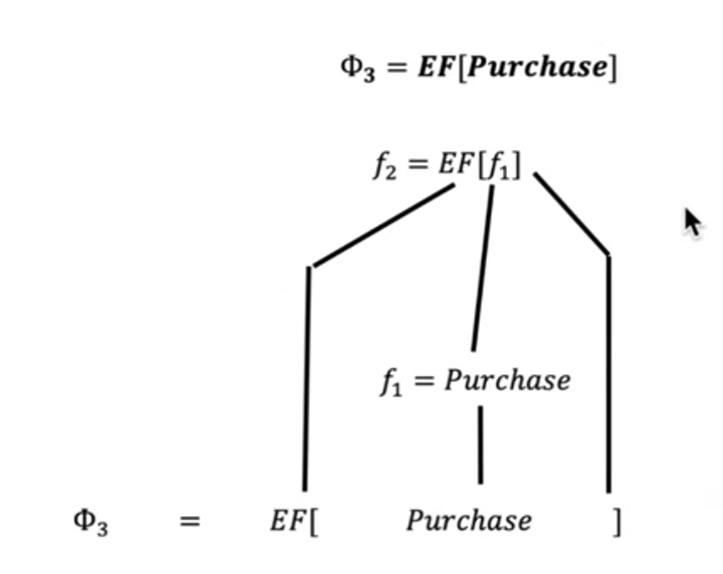 Φ₃ = EF[Purchase]
f₂ = EF[f₁]
f₁ = Purchase
Φ₃ = EF[ Purchase ]